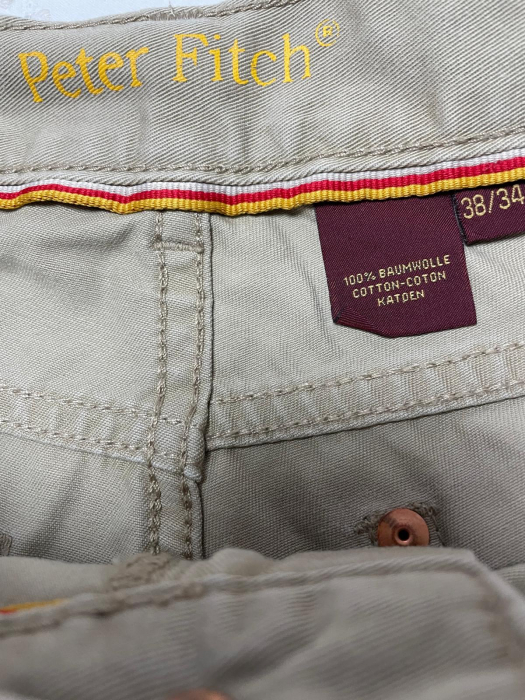 Peter Fitch®
38/34
100% BAUMWOLLE
COTTON-COTON
KATOEN